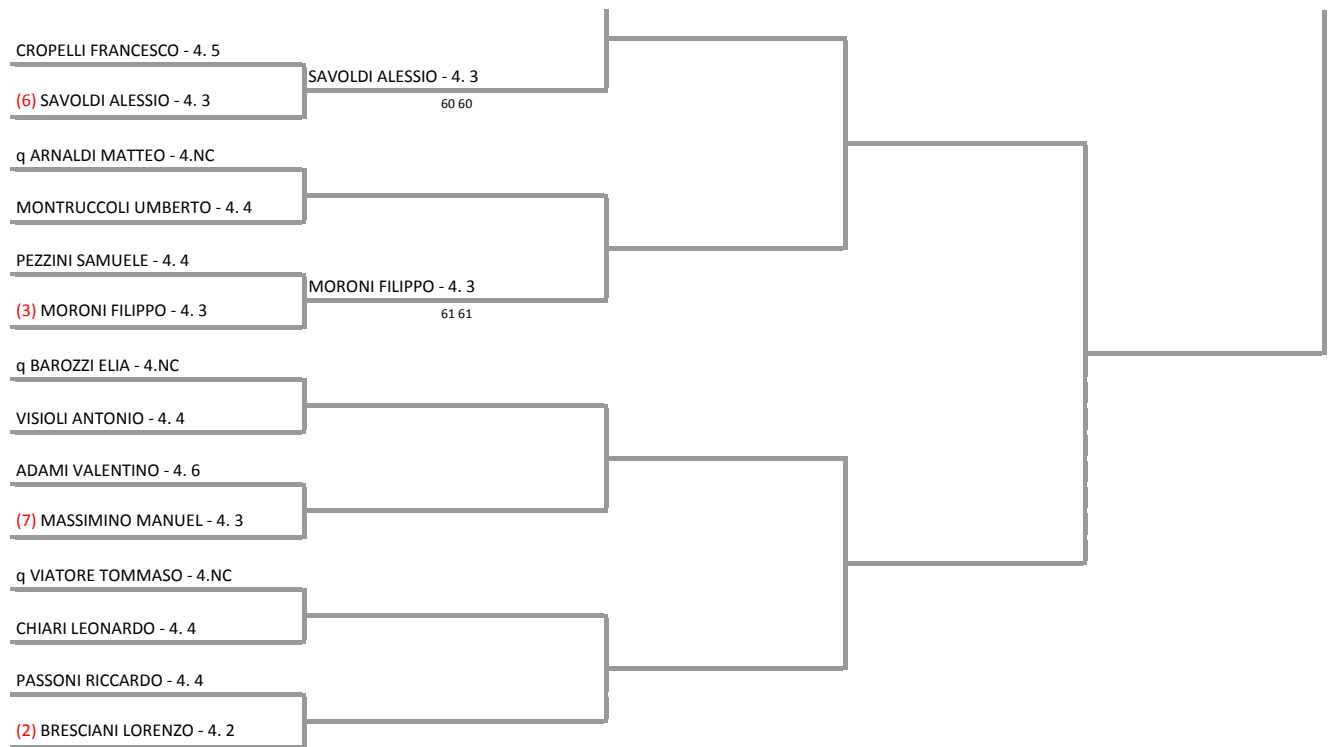 CROPELLI FRANCESCO - 4. 5
SAVOLDI ALESSIO - 4. 3
(6) SAVOLDI ALESSIO - 4. 3
60 60
q ARNALDI MATTEO - 4.NC
MONTRUCCOLI UMBERTO - 4. 4
PEZZINI SAMUELE - 4. 4
MORONI FILIPPO - 4. 3
(3) MORONI FILIPPO - 4. 3
61 61
q BAROZZI ELIA - 4.NC
VISIOLI ANTONIO - 4. 4
ADAMI VALENTINO - 4. 6
(7) MASSIMINO MANUEL - 4. 3
q VIATORE TOMMASO - 4.NC
CHIARI LEONARDO - 4. 4
PASSONI RICCARDO - 4. 4
(2) BRESCIANI LORENZO - 4. 2